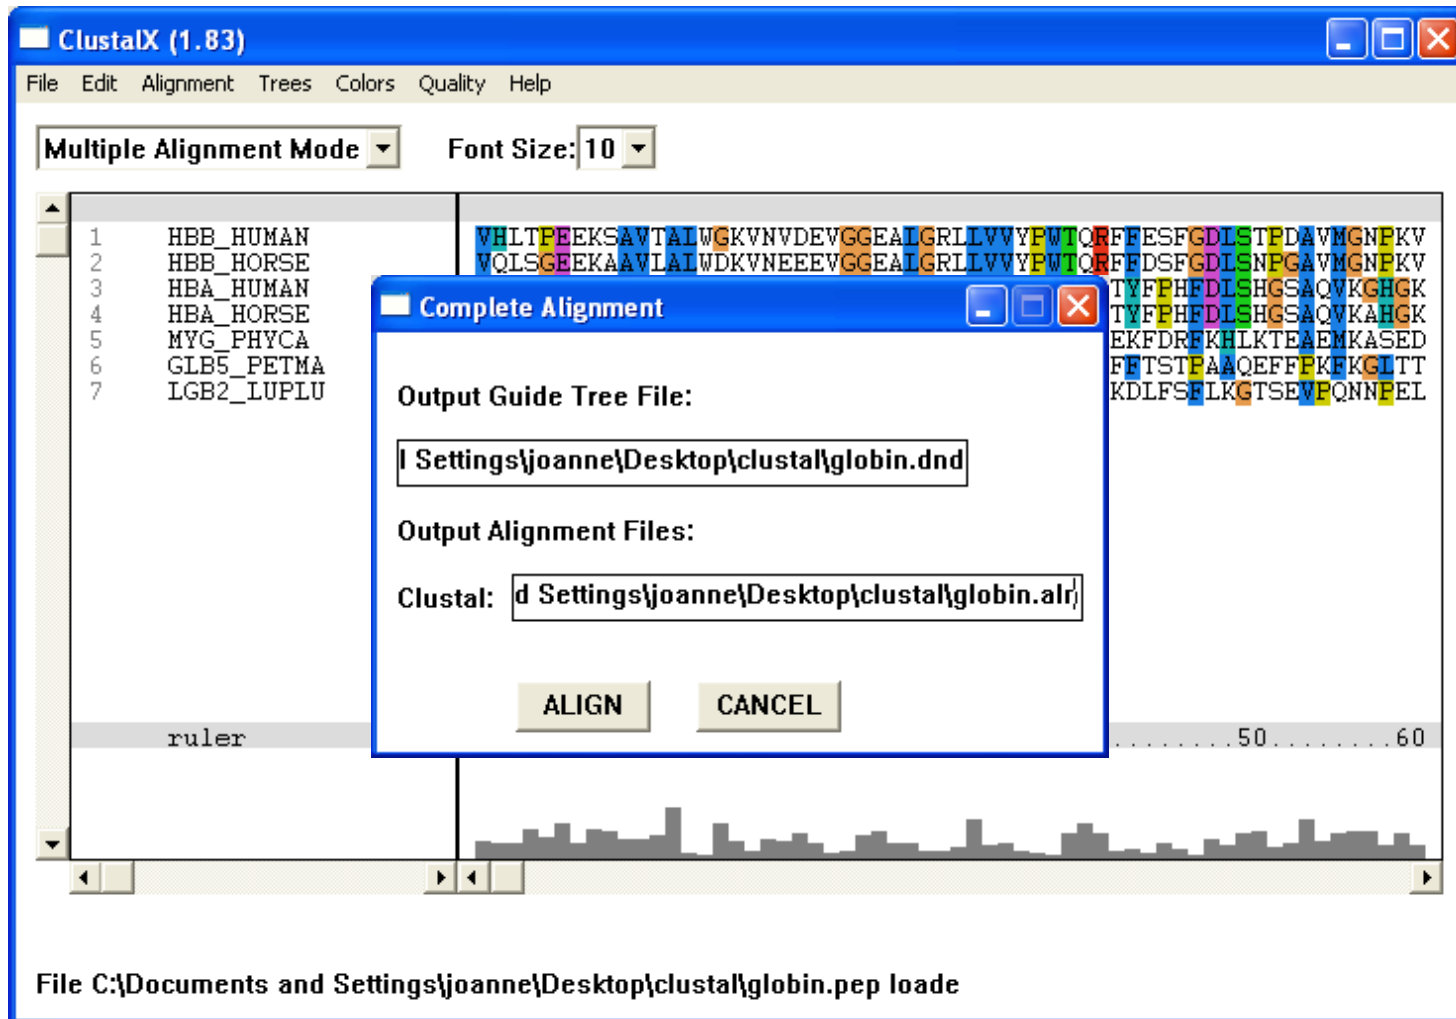 ClustalX (1.83)
File Edit Alignment Trees Colors Quality Help
Multiple Alignment Mode Font Size: 10
1 HBB_HUMAN VHLTPEEKSAVTALWGKVNVDEVGGEALGRLLVVYPWTQRFFESFGDLSTPDAVMGNPKV
2 HBB_HORSE VQLSGEEKAAVLALWDKVNEEEVGGEALGRLLVVYPWTQRFFDSFGDLSNPGAVMGNPKV
3 HBA_HUMAN TYFPHFDLSHGSAQVKGHGK
4 HBA_HORSE TYFPHFDLSHGSAQVKAHGK
5 MYG_PHYCA EKFDRFKHLKTEAEMKASED
6 GLB5_PETMA FFTSTPAAQEFFPKFKGLTT
7 LGB2_LUPLU KDLFSFLKGTSEVPQNNPEL
Complete Alignment
Output Guide Tree File:
l Settings\joanne\Desktop\clustal\globin.dnd
Output Alignment Files:
Clustal: d Settings\joanne\Desktop\clustal\globin.aln
ALIGN CANCEL
ruler ........50........60
File C:\Documents and Settings\joanne\Desktop\clustal\globin.pep loade